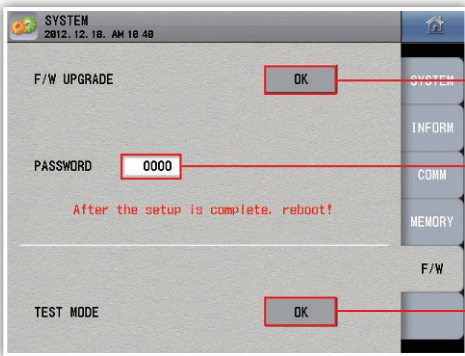 SYSTEM
2012. 12. 18. AM 10 40
F/W UPGRADE
OK
SYSTEM
INFORM
PASSWORD
0000
COMM
After the setup is complete. reboot!
MEMORY
F/W
TEST MODE
OK